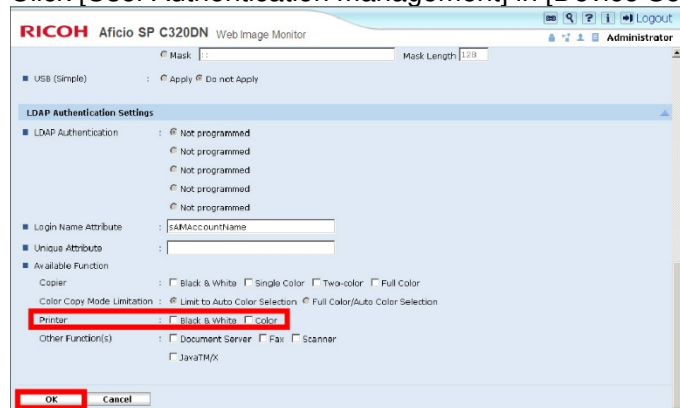 Click [User Authentication Management] in [Device Se
RICOH Aficio SP C320DN Web Image Monitor
Logout
Administrator
Mask :: Mask Length 128
USB (Simple) : Apply Do not Apply
LDAP Authentication Settings
LDAP Authentication : Not programmed
Not programmed
Not programmed
Not programmed
Not programmed
Login Name Attribute : sAMAccountName
Unique Attribute :
Available Function
Copier : Black & White Single Color Two-color Full Color
Color Copy Mode Limitation : Limit to Auto Color Selection Full Color/Auto Color Selection
Printer : Black & White Color
Other Function(s) : Document Server Fax Scanner
JavaTM/X
OK Cancel